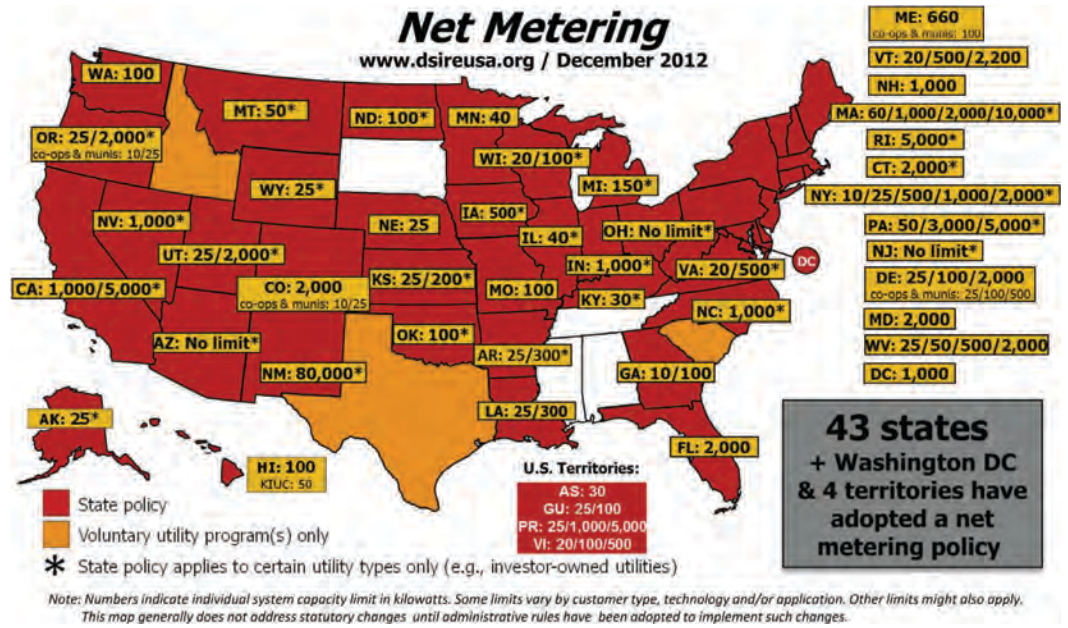 Net Metering
www.dsireusa.org / December 2012
WA: 100
OR: 25/2,000*
co-ops & munis: 10/25
MT: 50*
ND: 100*
MN: 40
WI: 20/100*
MI: 150*
WY: 25*
NV: 1,000*
UT: 25/2,000*
CA: 1,000/5,000*
CO: 2,000
co-ops & munis: 10/25
NE: 25
IA: 500*
IL: 40*
OH: No limit*
IN: 1,000*
VA: 20/500*
KS: 25/200*
MO: 100
KY: 30*
NC: 1,000*
AZ: No limit*
NM: 80,000*
OK: 100*
AR: 25/300*
GA: 10/100
LA: 25/300
FL: 2,000
AK: 25*
HI: 100
KIUC: 50
DC
ME: 660
co-ops & munis: 100
VT: 20/500/2,200
NH: 1,000
MA: 60/1,000/2,000/10,000*
RI: 5,000*
CT: 2,000*
NY: 10/25/500/1,000/2,000*
PA: 50/3,000/5,000*
NJ: No limit*
DE: 25/100/2,000
co-ops & munis: 25/100/500
MD: 2,000
WV: 25/50/500/2,000
DC: 1,000
43 states
+ Washington DC
& 4 territories have
adopted a net
metering policy
U.S. Territories:
AS: 30
GU: 25/100
PR: 25/1,000/5,000
VI: 20/100/500
State policy
Voluntary utility program(s) only
* State policy applies to certain utility types only (e.g., investor-owned utilities)
Note: Numbers indicate individual system capacity limit in kilowatts. Some limits vary by customer type, technology and/or application. Other limits might also apply.
This map generally does not address statutory changes until administrative rules have been adopted to implement such changes.